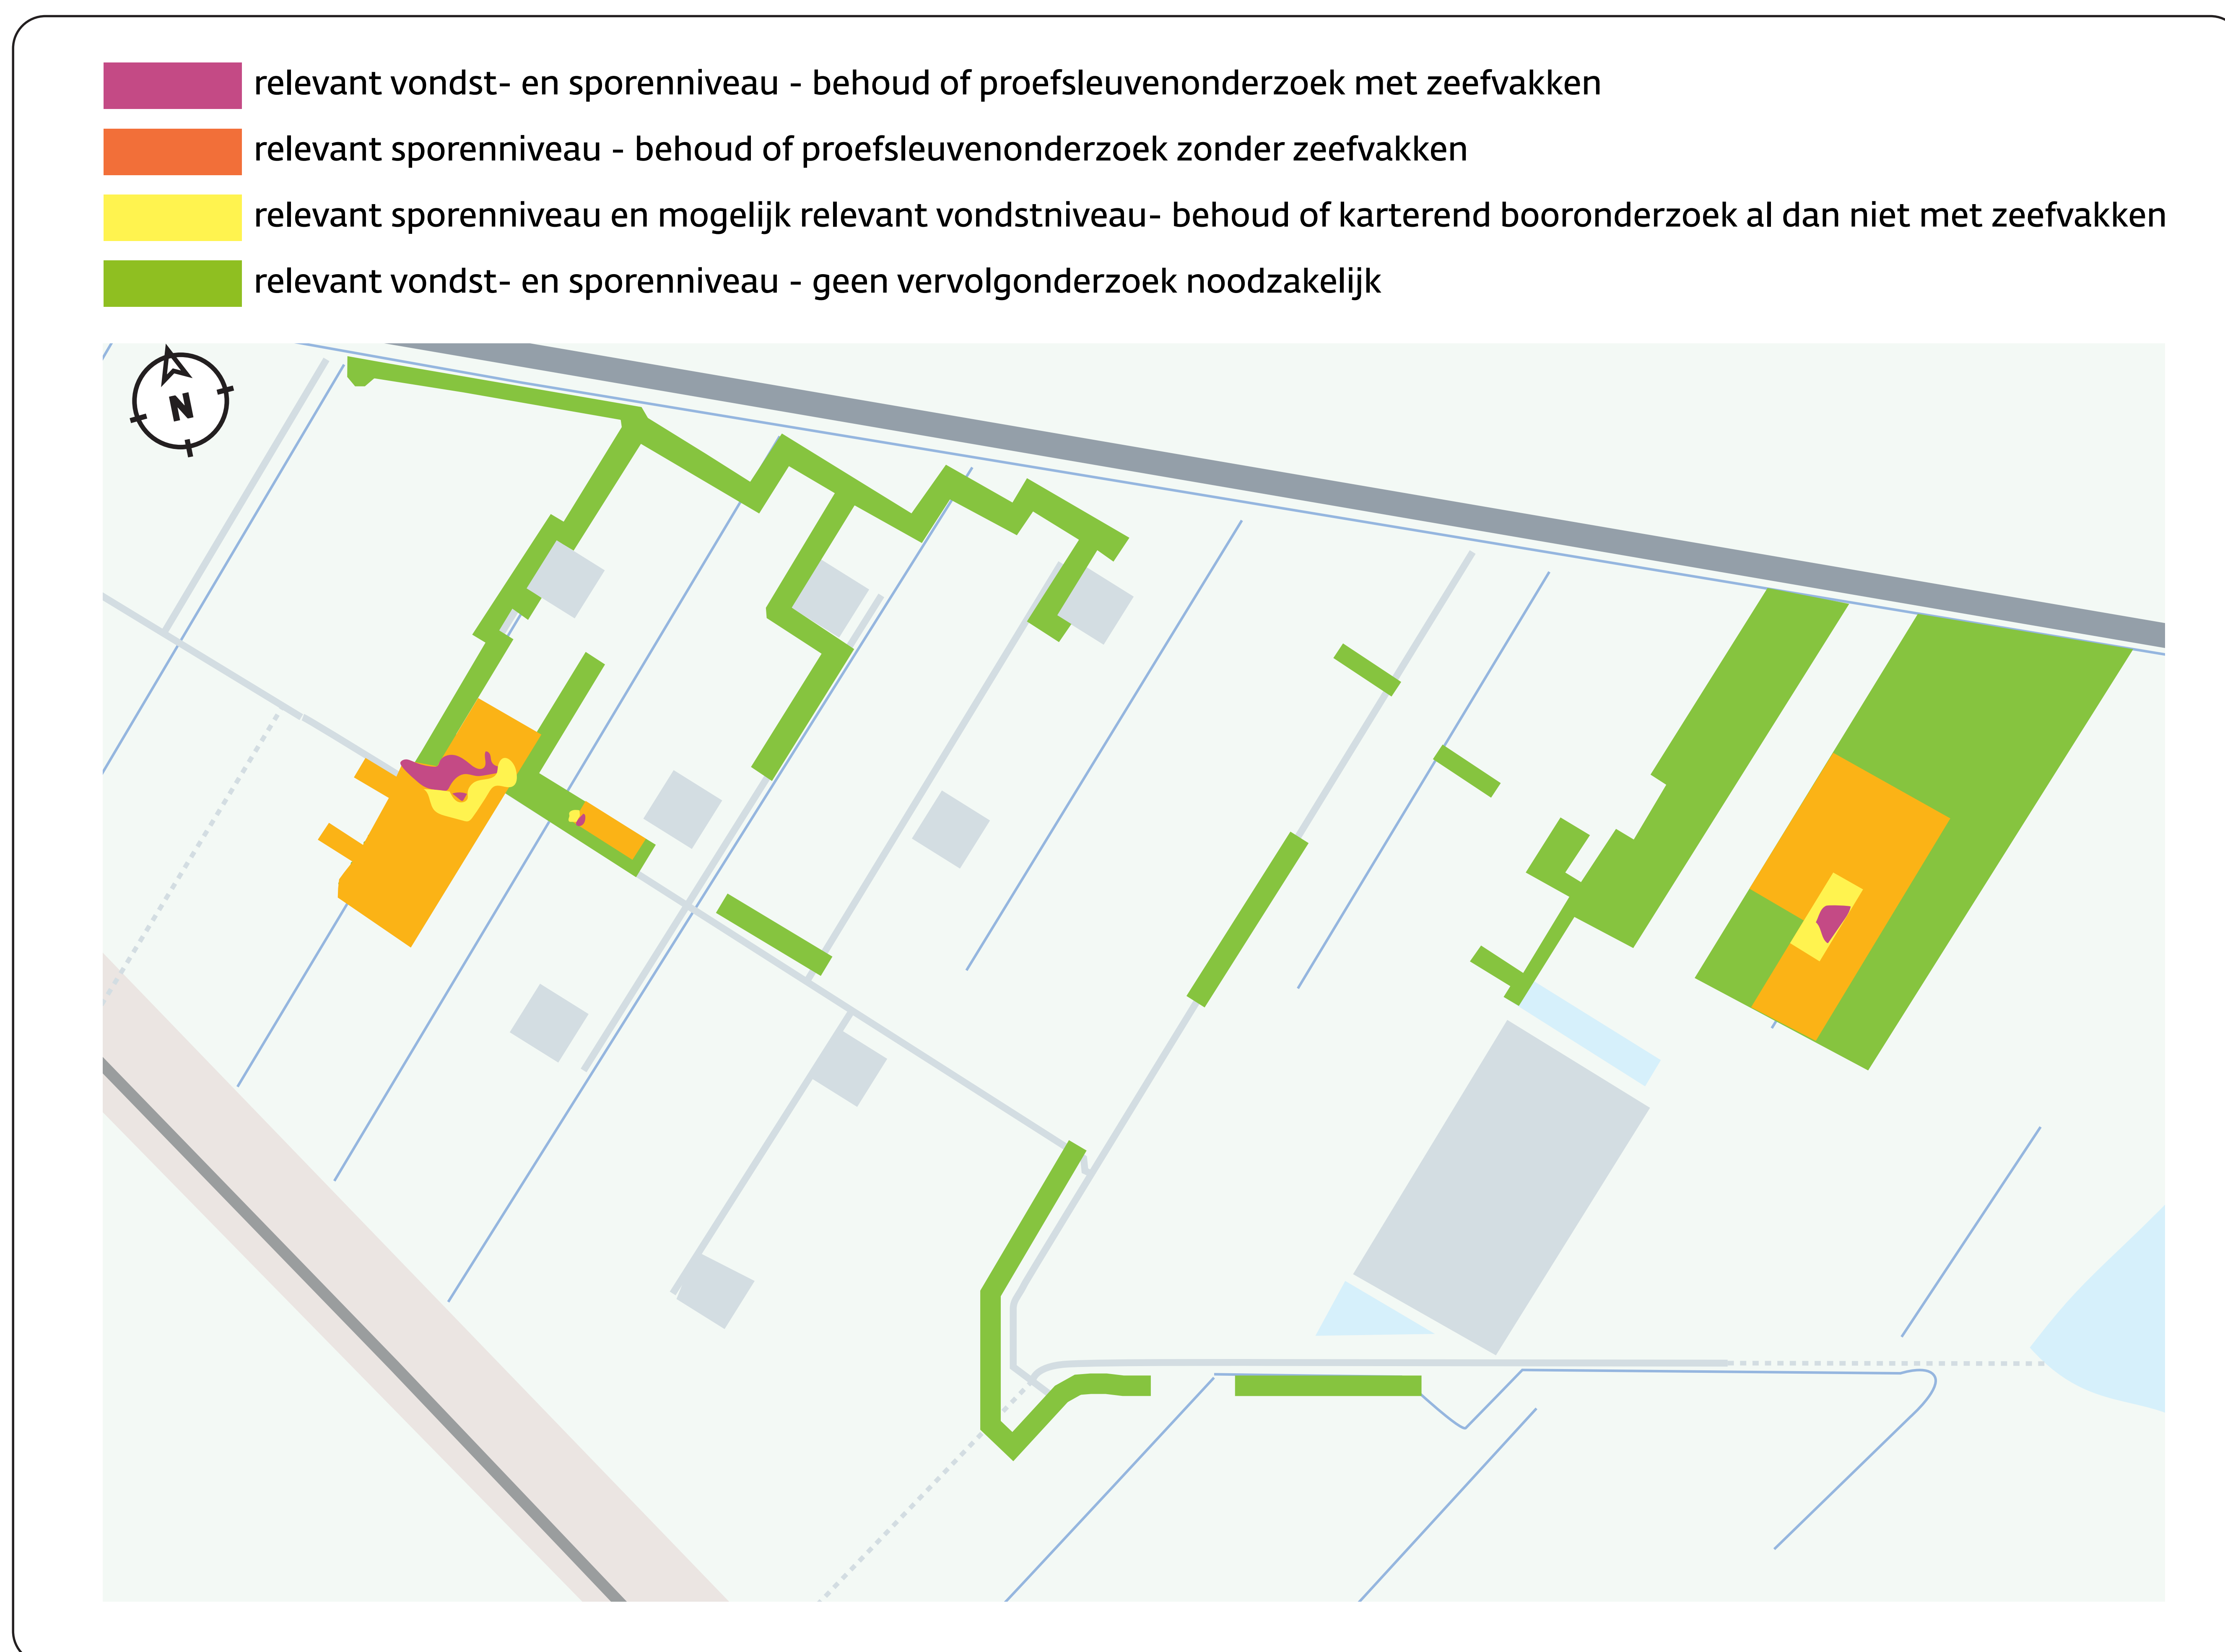 relevant vondst- en sporenniveau - behoud of proefsleuvenonderzoek met zeefvakken
relevant sporenniveau - behoud of proefsleuvenonderzoek zonder zeefvakken
relevant sporenniveau en mogelijk relevant vondstniveau- behoud of karterend booronderzoek al dan niet met zeefvakken
relevant vondst- en sporenniveau - geen vervolgonderzoek noodzakelijk
N